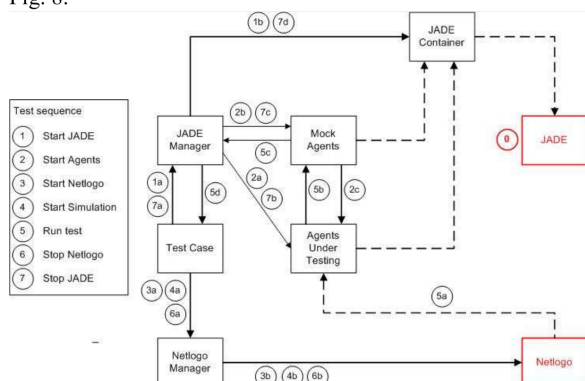 Fig. 8.
1b 7d
JADE
Container
Test sequence
1 Start JADE
2 Start Agents
3 Start Netlogo
4 Start Simulation
5 Run test
6 Stop Netlogo
7 Stop JADE
JADE
Manager
2b 7c
5c
Mock
Agents
0
JADE
1a
7a
5d
2a
7b
5b
2c
Test Case
Agents
Under
Testing
3a 4a
6a
5a
Netlogo
Manager
3b 4b 6b
Netlogo